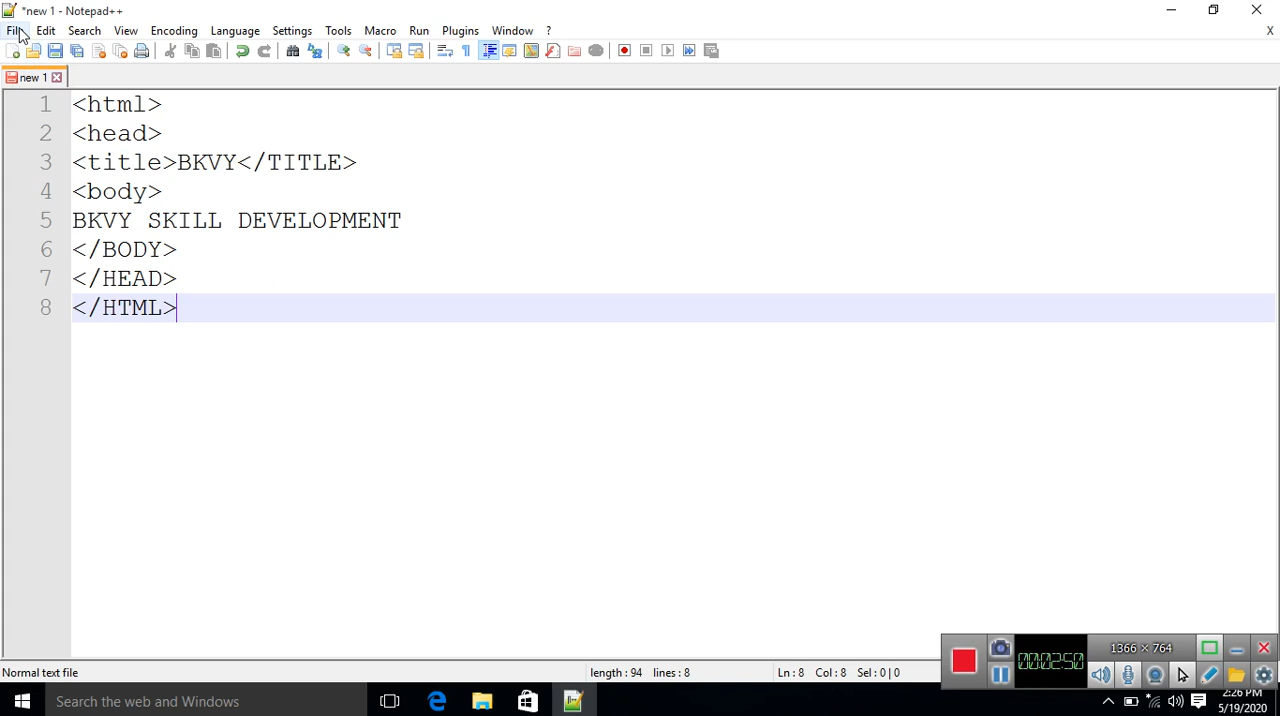 *new 1 - Notepad++
File Edit Search View Encoding Language Settings Tools Macro Run Plugins Window ? X
new 1
1 <html>
2 <head>
3 <title>BKVY</TITLE>
4 <body>
5 BKVY SKILL DEVELOPMENT
6 </BODY>
7 </HEAD>
8 </HTML>
Normal text file length : 94 lines : 8 Ln : 8 Col : 8 Sel : 0 | 0
1366 × 764
00:02:50
Search the web and Windows
2:26 PM
5/19/2020